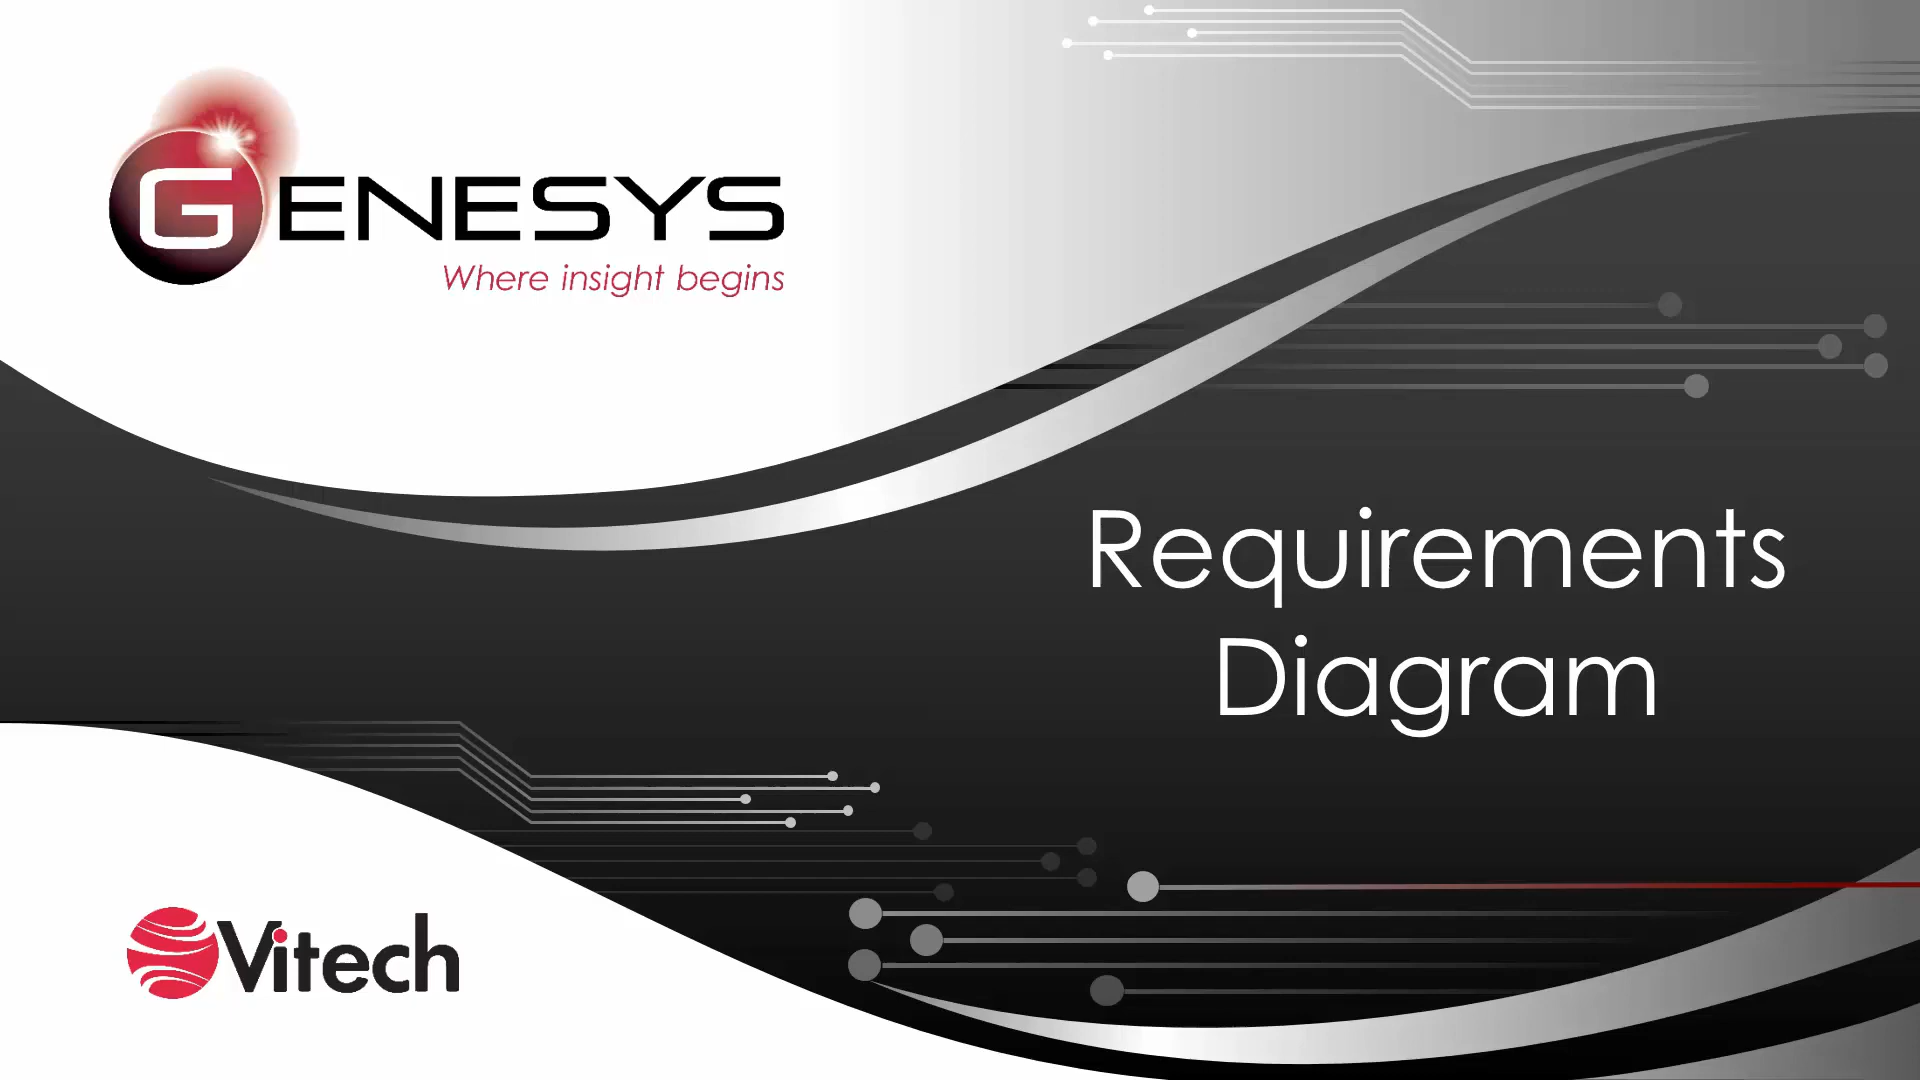 GENESYS
Where insight begins
Requirements
Diagram
Vitech